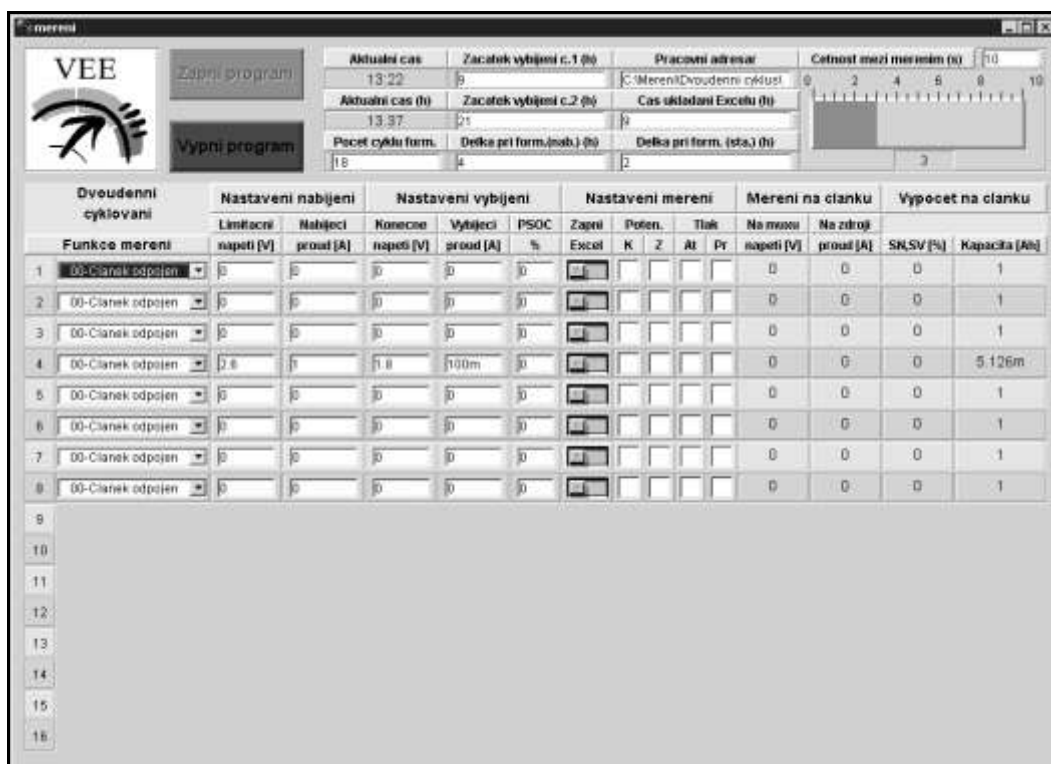 mereni
VEE
Zapni program
Vypni program
Aktualni cas Zacatek vybijeni c.1 (h) Pracovni adresar Cetnost mezi merenim (s) 10
13:22 9 C:\Mereni\Dvoudenni cyklus\ 0 2 4 6 8 10
Aktualni cas (h) Zacatek vybijeni c.2 (h) Cas ukladani Excelu (h)
13.37 21 9
Pocet cyklu form. Delka pri form.(nab.) (h) Delka pri form. (sta.) (h)
18 4 2 3
Dvoudenni cyklovani Nastaveni nabijeni Nastaveni vybijeni Nastaveni mereni Mereni na clanku Vypocet na clanku
Limitacni Nabijeci Konecne Vybijeci PSOC Zapni Poten. Tlak Na muxu Na zdroji
Funkce mereni napeti [V] proud [A] napeti [V] proud [A] % Excel K Z At Pr napeti [V] proud [A] SN,SV [%] Kapacita [Ah]
1 00-Clanek odpojen 0 0 0 0 0 0 0 0 1
2 00-Clanek odpojen 0 0 0 0 0 0 0 0 1
3 00-Clanek odpojen 0 0 0 0 0 0 0 0 1
4 00-Clanek odpojen 2.6 1 1.8 100m 0 0 0 0 5.126m
5 00-Clanek odpojen 0 0 0 0 0 0 0 0 1
6 00-Clanek odpojen 0 0 0 0 0 0 0 0 1
7 00-Clanek odpojen 0 0 0 0 0 0 0 0 1
8 00-Clanek odpojen 0 0 0 0 0 0 0 0 1
9
10
11
12
13
14
15
16